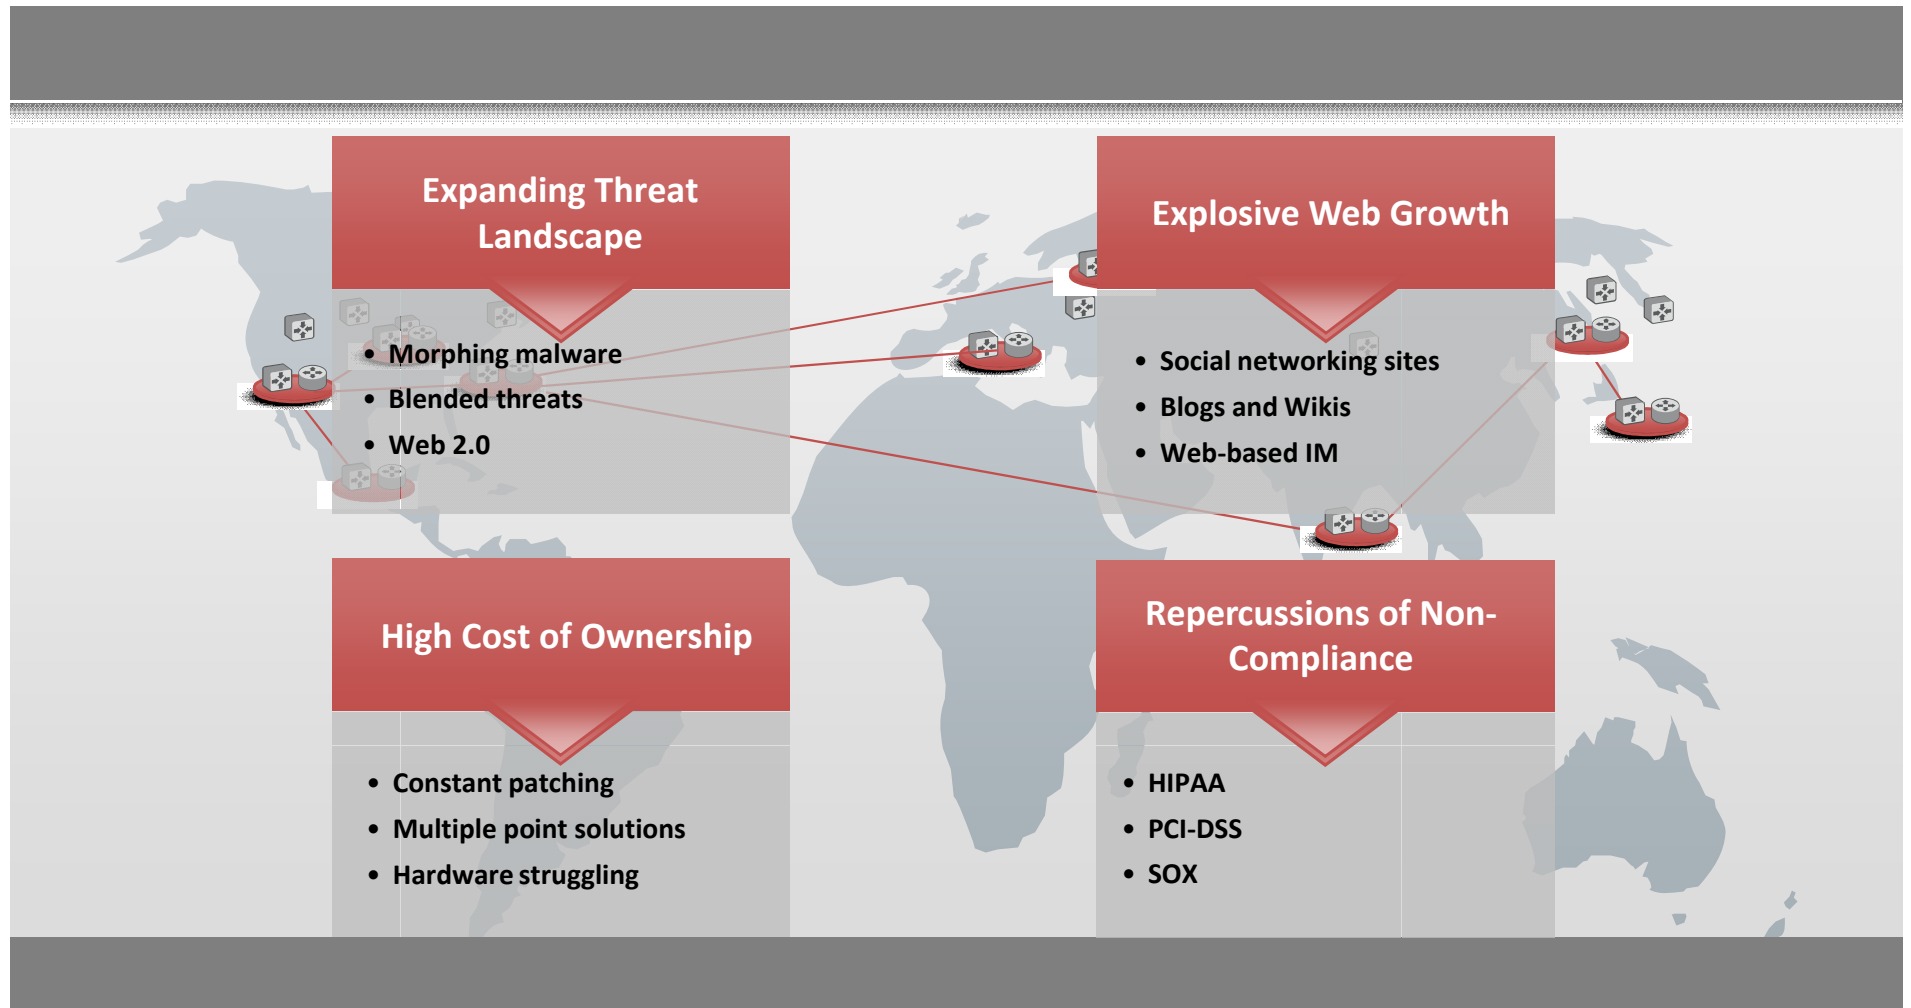 Expanding Threat
Landscape
• Morphing malware
• Blended threats
• Web 2.0
Explosive Web Growth
• Social networking sites
• Blogs and Wikis
• Web-based IM
High Cost of Ownership
• Constant patching
• Multiple point solutions
• Hardware struggling
Repercussions of Non-
Compliance
• HIPAA
• PCI-DSS
• SOX